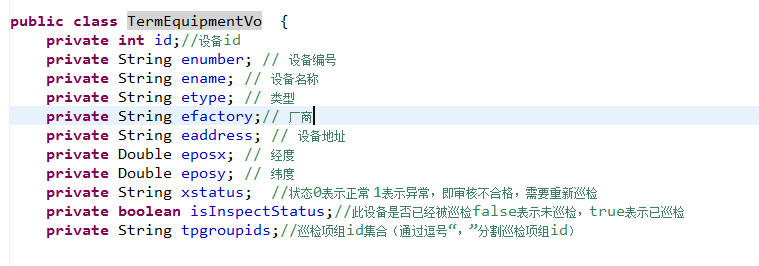 public class TermEquipmentVo  {
private int id;//设备id
private String enumber; // 设备编号
private String ename; // 设备名称
private String etype; // 类型
private String efactory;// 厂商
private String eaddress; // 设备地址
private Double eposx; // 经度
private Double eposy; // 纬度
private String xstatus;  //状态0表示正常 1表示异常，即审核不合格，需要重新巡检
private boolean isInspectStatus;//此设备是否已经被巡检false表示未巡检，true表示已巡检
private String tpgroupids;//巡检项组id集合（通过逗号“，”分割巡检项组id）